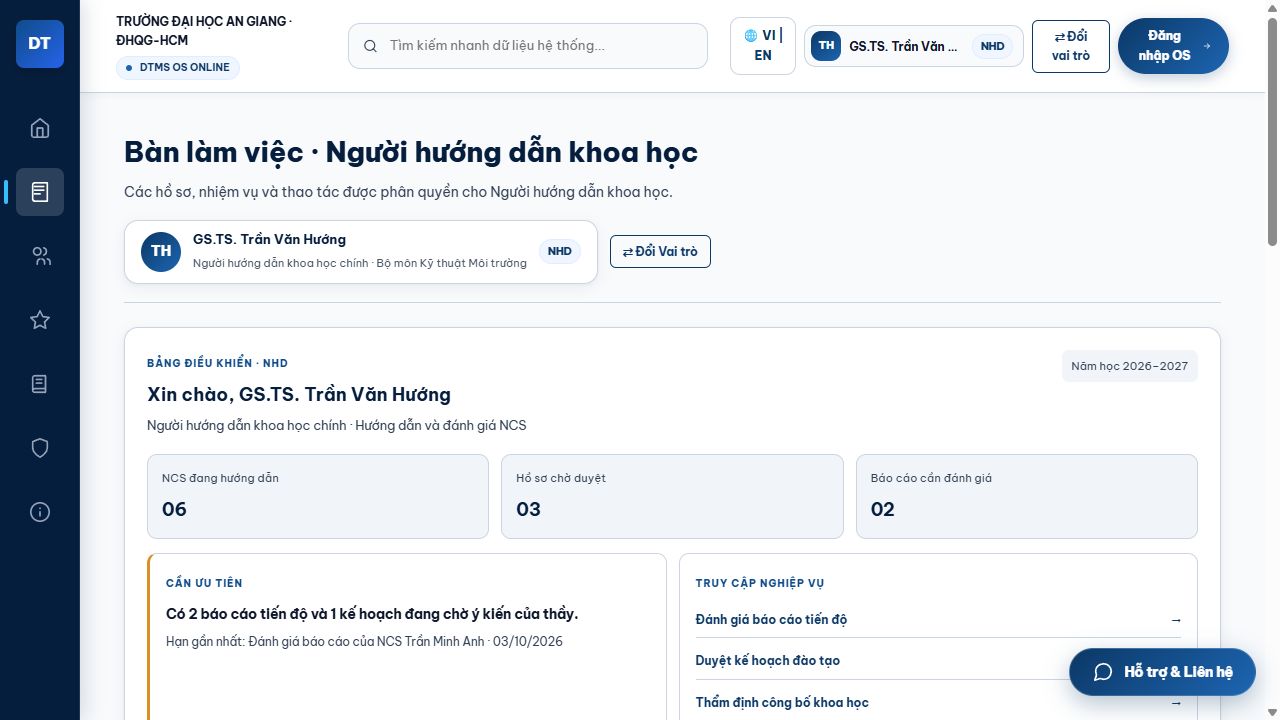 DT
TRƯỜNG ĐẠI HỌC AN GIANG ·
ĐHQG-HCM
DTMS OS ONLINE
Tìm kiếm nhanh dữ liệu hệ thống...
VI |
EN
TH
GS.TS. Trần Văn ...
NHD
⇄ Đổi
vai trò
Đăng
nhập OS
Bàn làm việc · Người hướng dẫn khoa học
Các hồ sơ, nhiệm vụ và thao tác được phân quyền cho Người hướng dẫn khoa học.
TH
GS.TS. Trần Văn Hướng
Người hướng dẫn khoa học chính · Bộ môn Kỹ thuật Môi trường
NHD
⇄ Đổi Vai trò
BẢNG ĐIỀU KHIỂN · NHD
Năm học 2026–2027
Xin chào, GS.TS. Trần Văn Hướng
Người hướng dẫn khoa học chính · Hướng dẫn và đánh giá NCS
NCS đang hướng dẫn
06
Hồ sơ chờ duyệt
03
Báo cáo cần đánh giá
02
CẦN ƯU TIÊN
Có 2 báo cáo tiến độ và 1 kế hoạch đang chờ ý kiến của thầy.
Hạn gần nhất: Đánh giá báo cáo của NCS Trần Minh Anh · 03/10/2026
TRUY CẬP NGHIỆP VỤ
Đánh giá báo cáo tiến độ →
Duyệt kế hoạch đào tạo
Thẩm định công bố khoa học →
Hỗ trợ & Liên hệ